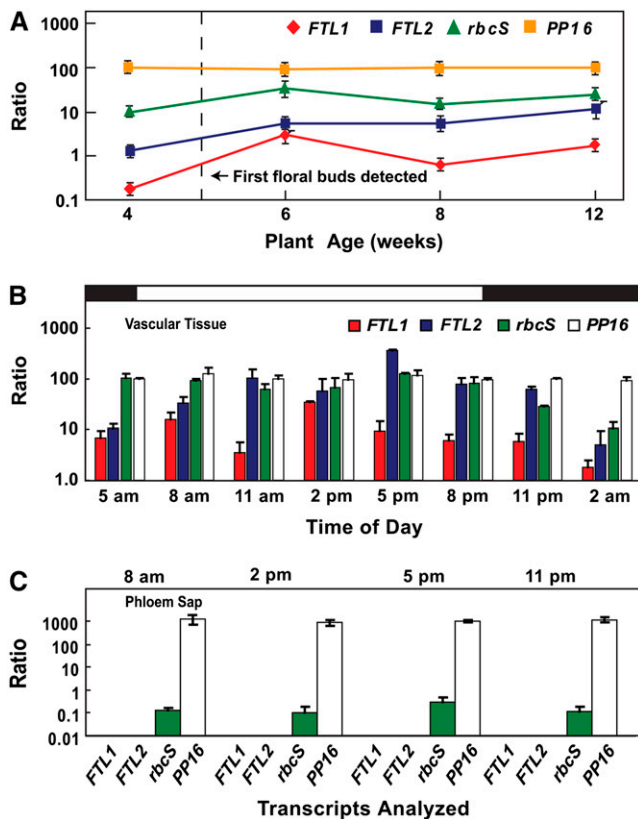 A
FTL1 FTL2 rbcS PP16
1000
100
10
1
0.1
Ratio
First floral buds detected
4 6 8 12
Plant Age (weeks)
B
Vascular Tissue
FTL1 FTL2 rbcS PP16
1000
100
10
1.0
Ratio
5 am 8 am 11 am 2 pm 5 pm 8 pm 11 pm 2 am
Time of Day
C
8 am 2 pm 5 pm 11 pm
Phloem Sap
1000
100
10
1
0.1
0.01
Ratio
FTL1 FTL2 rbcS PP16 FTL1 FTL2 rbcS PP16 FTL1 FTL2 rbcS PP16 FTL1 FTL2 rbcS PP16
Transcripts Analyzed